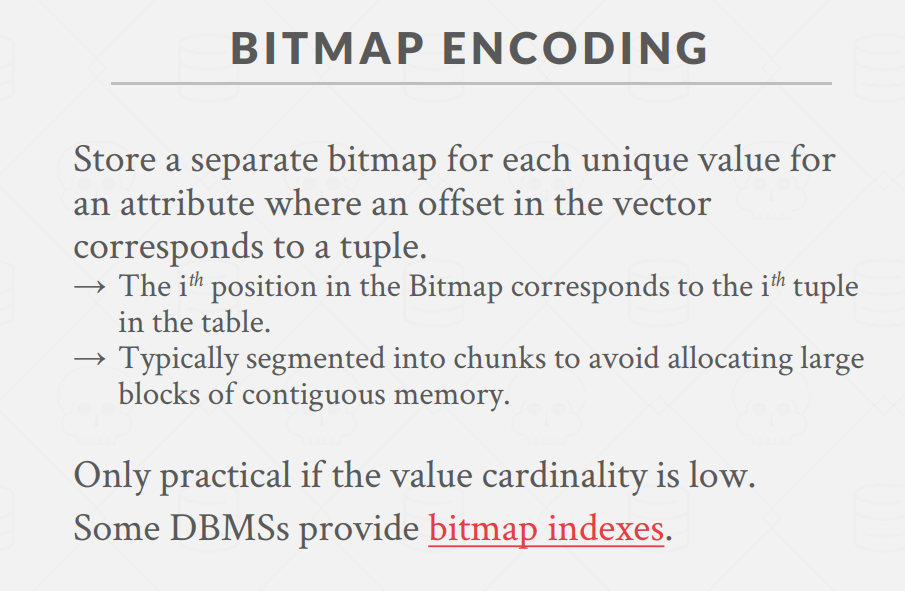 BITMAP ENCODING
Store a separate bitmap for each unique value for
an attribute where an offset in the vector
corresponds to a tuple.
→ The ith position in the Bitmap corresponds to the ith tuple
in the table.
→ Typically segmented into chunks to avoid allocating large
blocks of contiguous memory.
Only practical if the value cardinality is low.
Some DBMSs provide bitmap indexes.